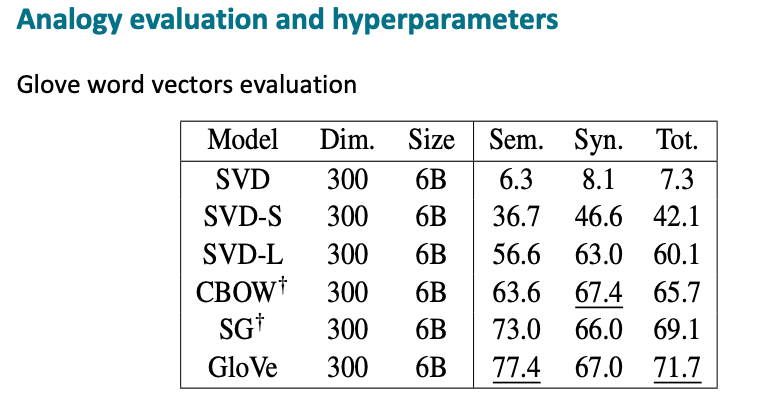 Analogy evaluation and hyperparameters
Glove word vectors evaluation
Model Dim. Size Sem. Syn. Tot.
SVD 300 6B 6.3 8.1 7.3
SVD-S 300 6B 36.7 46.6 42.1
SVD-L 300 6B 56.6 63.0 60.1
CBOW† 300 6B 63.6 67.4 65.7
SG† 300 6B 73.0 66.0 69.1
GloVe 300 6B 77.4 67.0 71.7